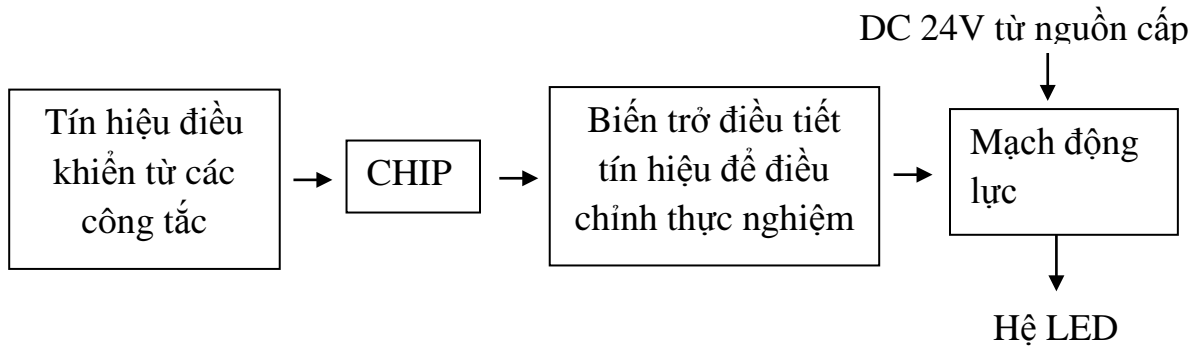 DC 24V từ nguồn cấp
Tín hiệu điều
khiển từ các
công tắc
CHIP
Biến trở điều tiết
tín hiệu để điều
chỉnh thực nghiệm
Mạch động
lực
Hệ LED